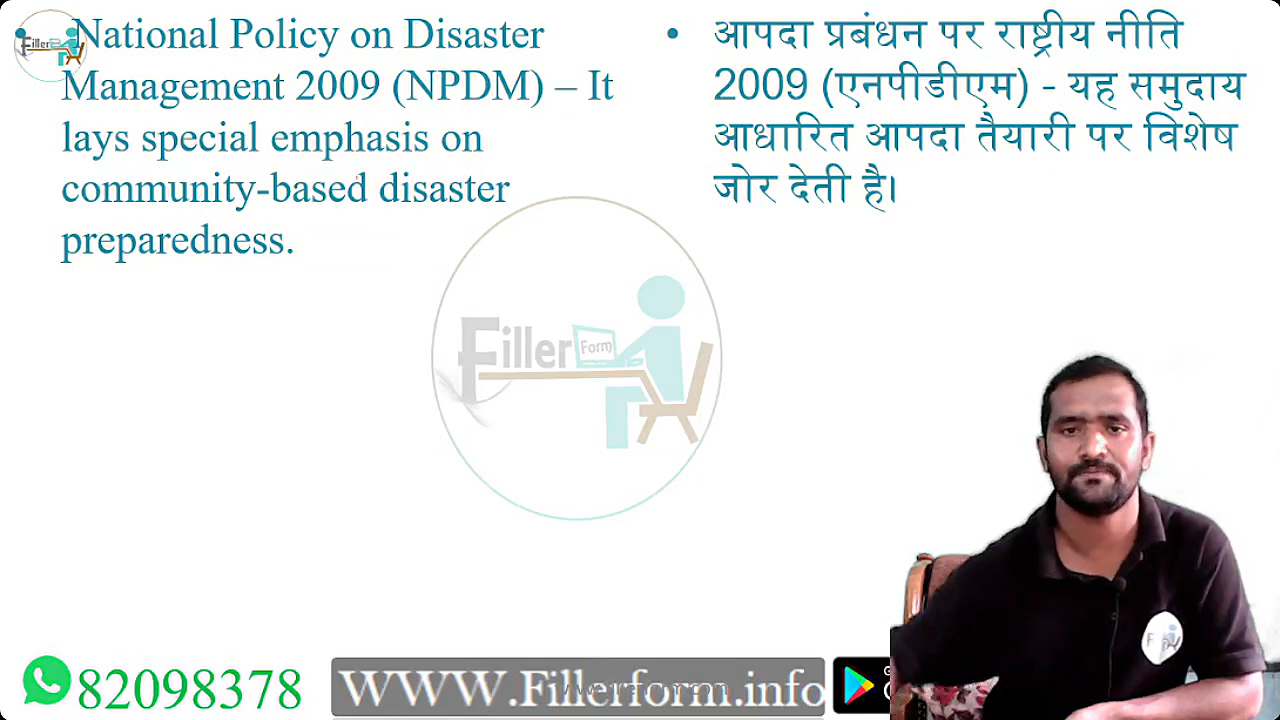 • National Policy on Disaster
Management 2009 (NPDM) – It
lays special emphasis on
community-based disaster
preparedness.
• आपदा प्रबंधन पर राष्ट्रीय नीति
2009 (एनपीडीएम) - यह समुदाय
आधारित आपदा तैयारी पर विशेष
जोर देती है।
Filler
Form
82098378
WWW.Fillerform.info